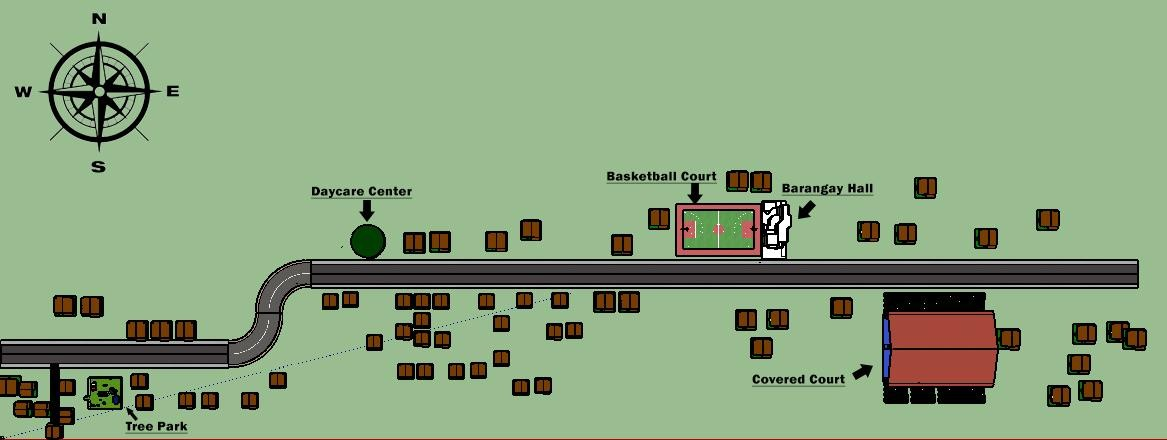 N
W
E
S
Daycare Center
Basketball Court
Barangay Hall
Covered Court
Tree Park